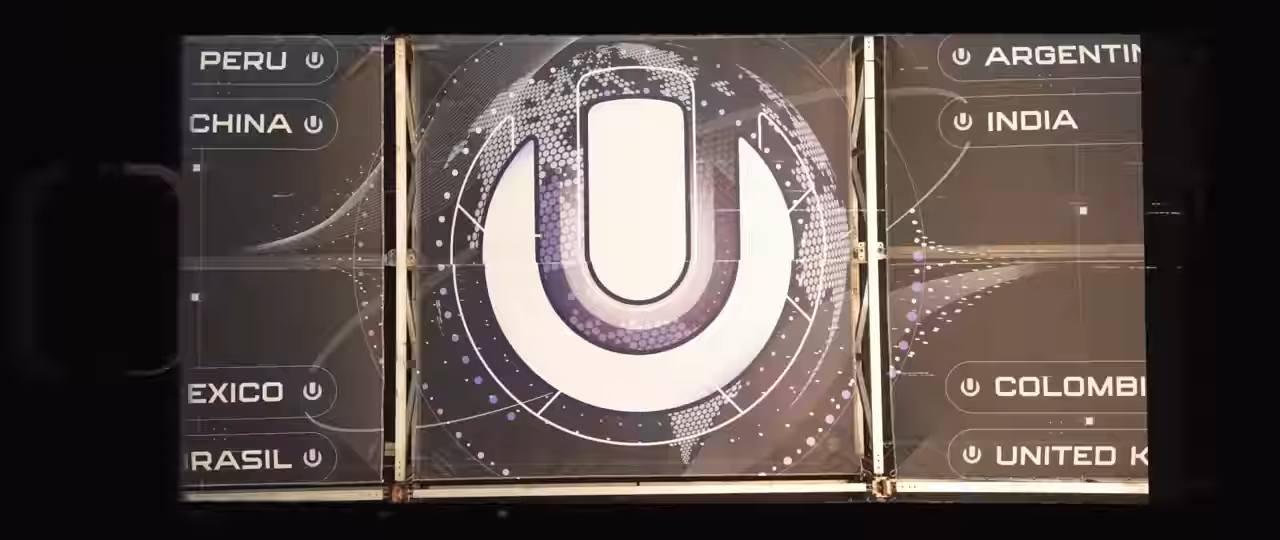 PERU
CHINA
EXICO
RASIL
ARGENTIN
INDIA
COLOMBI
UNITED K